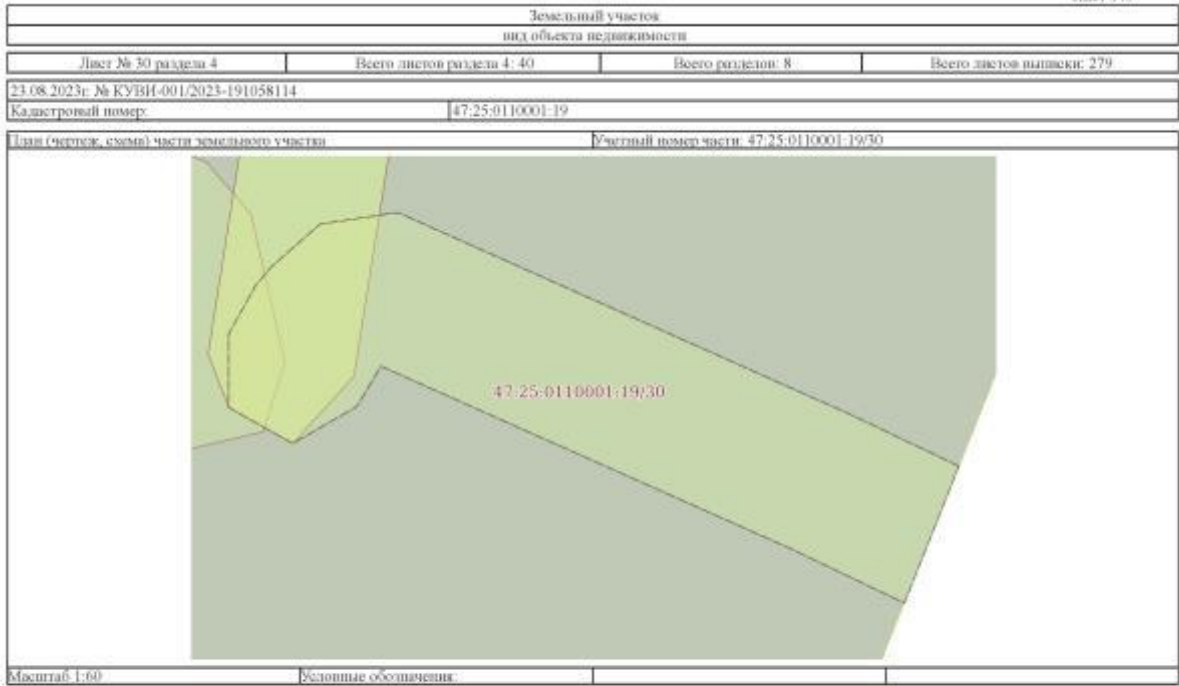 Земельный участок
вид объекта недвижимости
Лист № 30 раздела 4 Всего листов раздела 4: 40 Всего разделов: 8 Всего листов выписки: 279
23.08.2023г. № КУВИ-001/2023-191058114
Кадастровый номер: 47:25:0110001:19
План (чертеж, схема) части земельного участка Учетный номер части: 47:25:0110001:19/30
47:25:0110001:19/30
Масштаб 1:60 Условные обозначения: